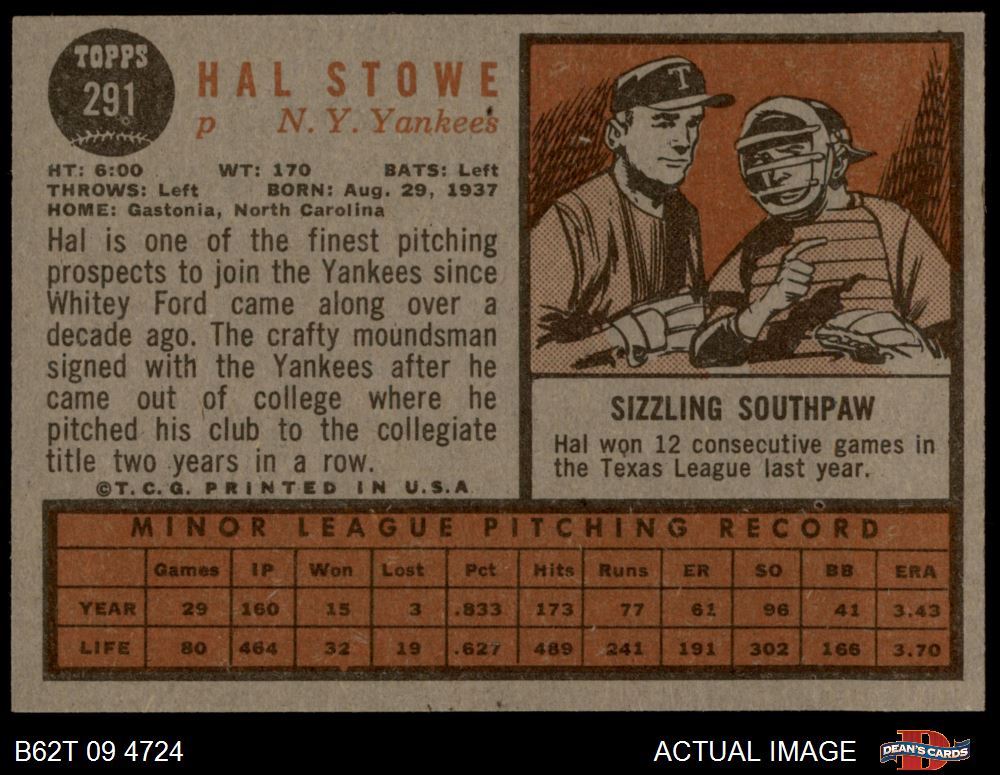 TOPPS
291
HAL STOWE
p N. Y. Yankees
HT: 6:00 WT: 170 BATS: Left
THROWS: Left BORN: Aug. 29, 1937
HOME: Gastonia, North Carolina
Hal is one of the finest pitching
prospects to join the Yankees since
Whitey Ford came along over a
decade ago. The crafty moundsman
signed with the Yankees after he
came out of college where he
pitched his club to the collegiate
title two years in a row.
©T. C. G. PRINTED IN U.S.A
T
SIZZLING SOUTHPAW
Hal won 12 consecutive games in
the Texas League last year.
MINOR LEAGUE PITCHING RECORD
Games IP Won Lost Pct Hits Runs ER SO BB ERA
YEAR 29 160 15 3 .833 173 77 61 96 41 3.43
LIFE 80 464 32 19 .627 489 241 191 302 166 3.70
B62T 09 4724
ACTUAL IMAGE
D
DEAN'S CARDS